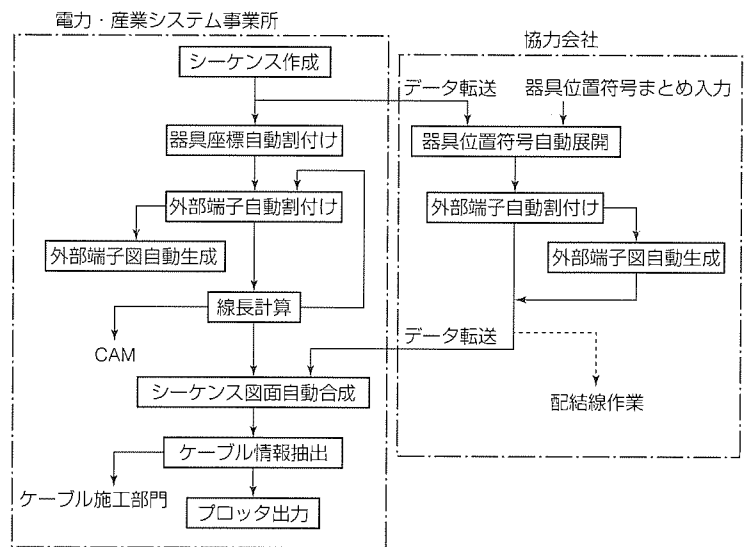 電力・産業システム事業所
協力会社
シーケンス作成
データ転送
器具位置符号まとめ入力
器具座標自動割付け
器具位置符号自動展開
外部端子自動割付け
外部端子自動割付け
外部端子図自動生成
外部端子図自動生成
線長計算
CAM
データ転送
シーケンス図面自動合成
配結線作業
ケーブル情報抽出
ケーブル施工部門
プロッタ出力